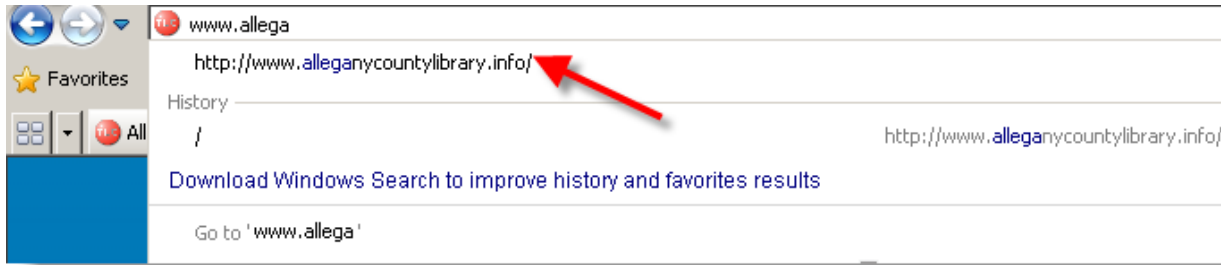 www.allega
http://www.alleganycountylibrary.info/
Favorites
History
/ http://www.alleganycountylibrary.info/
All
Download Windows Search to improve history and favorites results
Go to 'www.allega'